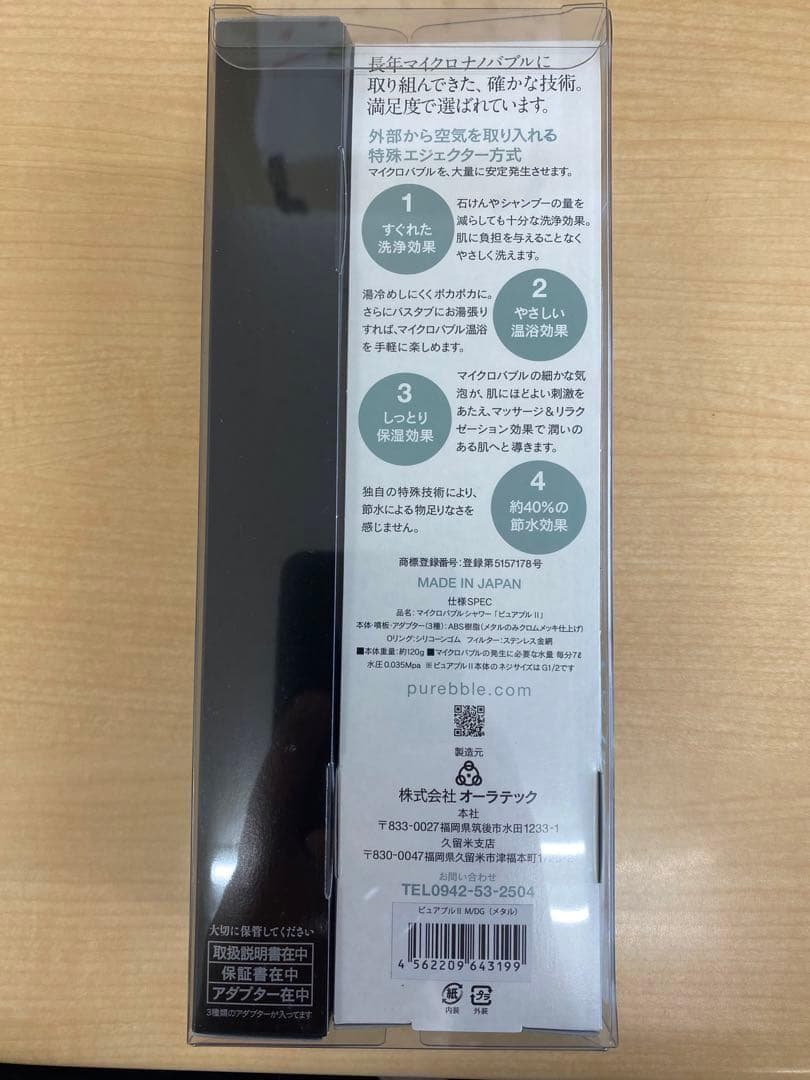 長年マイクロナノバブルに
取り組んできた、確かな技術。
満足度で選ばれています。
外部から空気を取り入れる
特殊エジェクター方式
マイクロバブルを、大量に安定発生させます。
1
すぐれた
洗浄効果
石けんやシャンプーの量を
減らしても十分な洗浄効果。
肌に負担を与えることなく
やさしく洗えます。
湯冷めしにくくポカポカに。
さらにバスタブにお湯張り
すれば、マイクロバブル温浴
を手軽に楽しめます。
2
やさしい
温浴効果
3
しっとり
保湿効果
マイクロバブルの細かな気
泡が、肌にほどよい刺激を
あたえ、マッサージ&リラク
ゼーション効果で潤いの
ある肌へと導きます。
独自の特殊技術により、
節水による物足りなさを
感じません。
4
約40%の
節水効果
商標登録番号:登録第5157178号
MADE IN JAPAN
仕様SPEC
品名:マイクロバブルシャワー「ピュアブルⅡ」
本体・噴板・アダプター(3種):ABS樹脂(メタルのみクロムメッキ仕上げ)
Oリング:シリコーンゴム フィルター:ステンレス金網
■本体重量:約120g ■マイクロバブルの発生に必要な水量 毎分7ℓ
水圧0.035Mpa ※ピュアブルⅡ本体のネジサイズはG1/2です
purebble.com
製造元
株式会社 オーラテック
本社
〒833-0027福岡県筑後市水田1233-1
久留米支店
〒830-0047福岡県久留米市津福本町
お問い合わせ
TEL0942-53-2504
ピュアブルⅡ M/DG (メタル)
4 562209 643199
紙
内装
プラ
外装
大切に保管してください
取扱説明書在中
保証書在中
アダプター在中
3種類のアダプターが入ってます